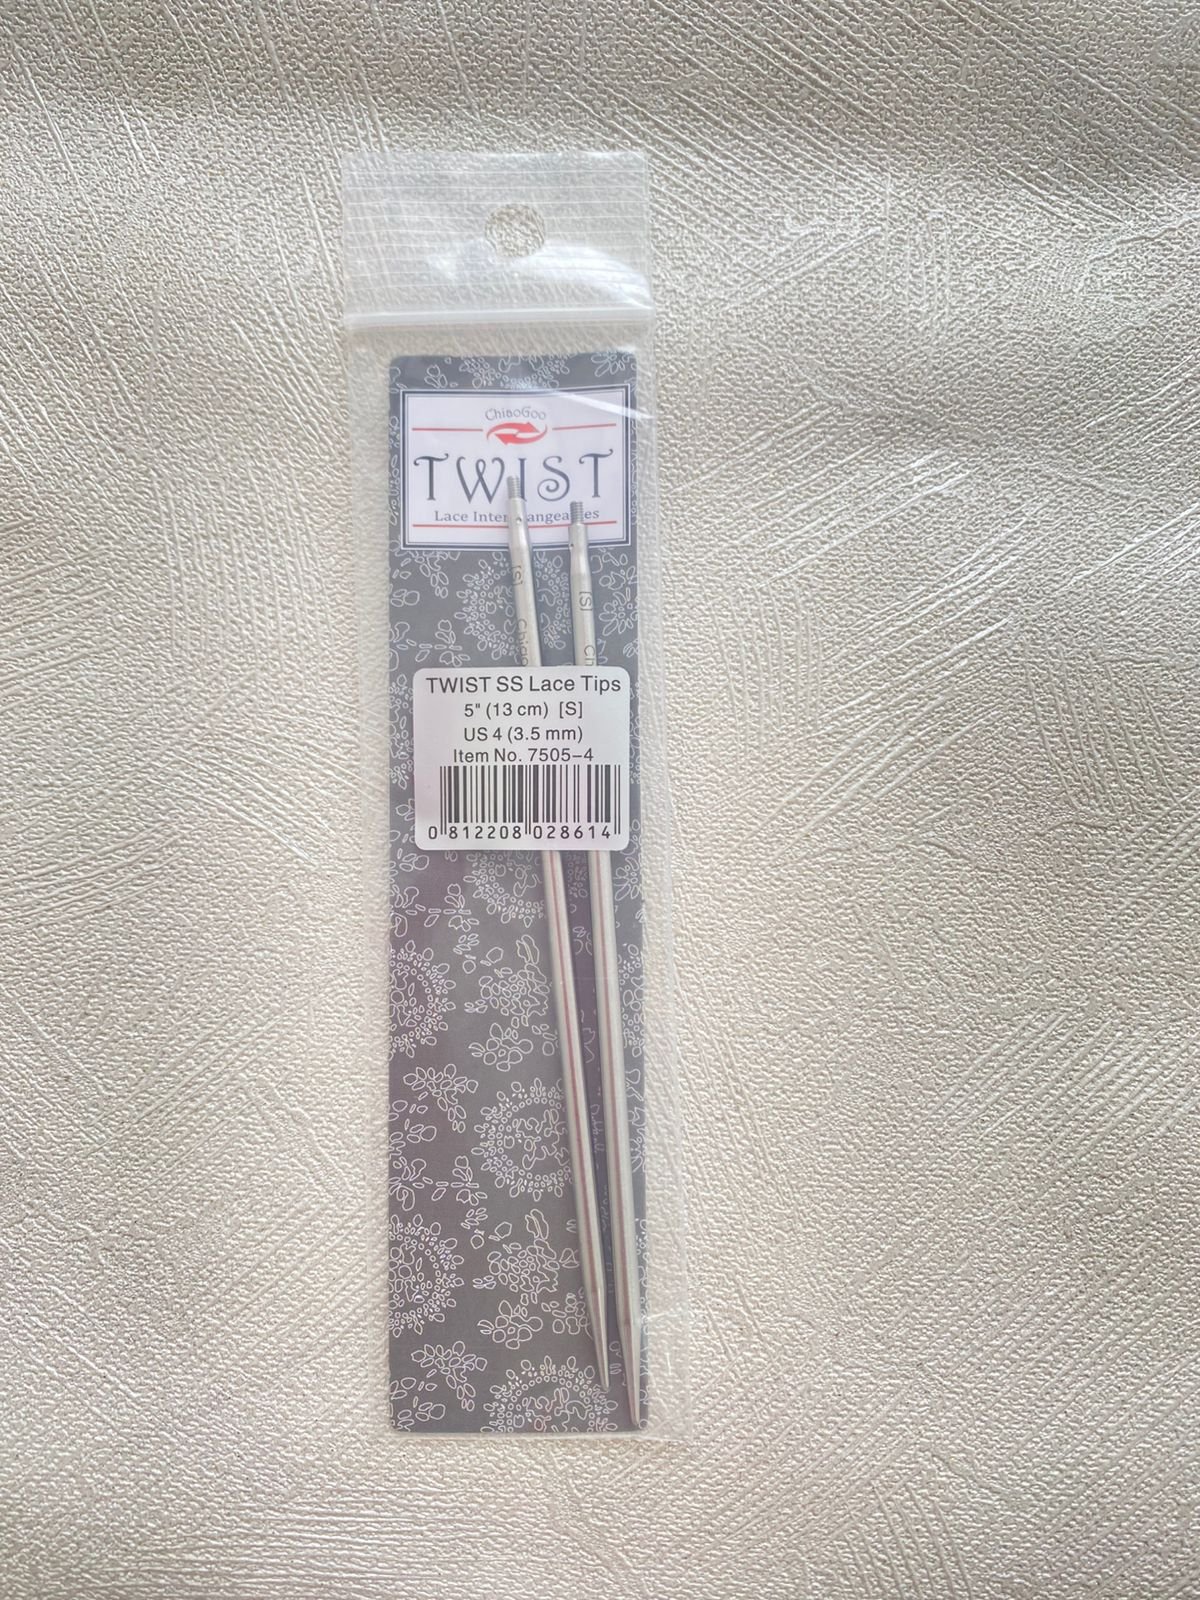 ChiaoGoo
TWIST
Lace
[S]
[S]
TWIST SS Lace Tips
5" (13 cm) [S]
US 4 (3.5 mm)
Item No. 7505-4
0 812208 028614